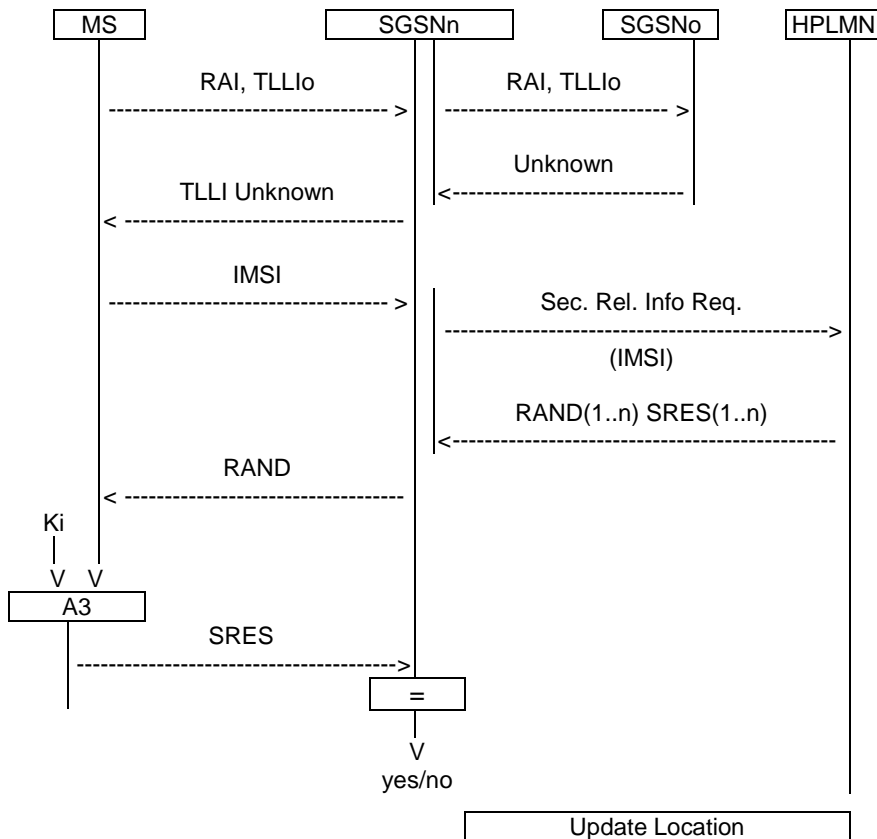 MS SGSNn SGSNo HPLMN
RAI, TLLIo RAI, TLLIo
Unknown
TLLI Unknown
IMSI
Sec. Rel. Info Req.
(IMSI)
RAND(1..n) SRES(1..n)
RAND
Ki
V V
A3
SRES
=
V
yes/no
Update Location